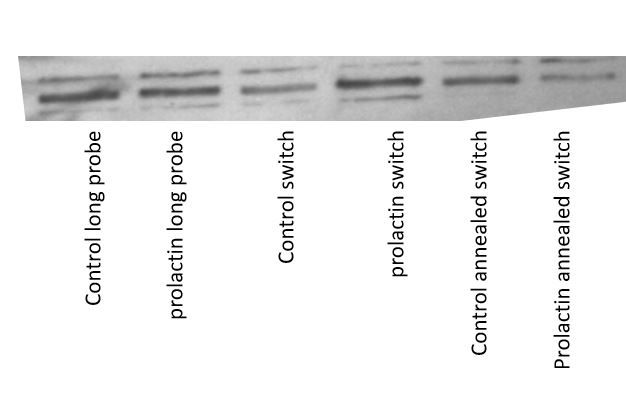 Control long probe
prolactin long probe
Control switch
prolactin switch
Control annealed switch
Prolactin annealed switch